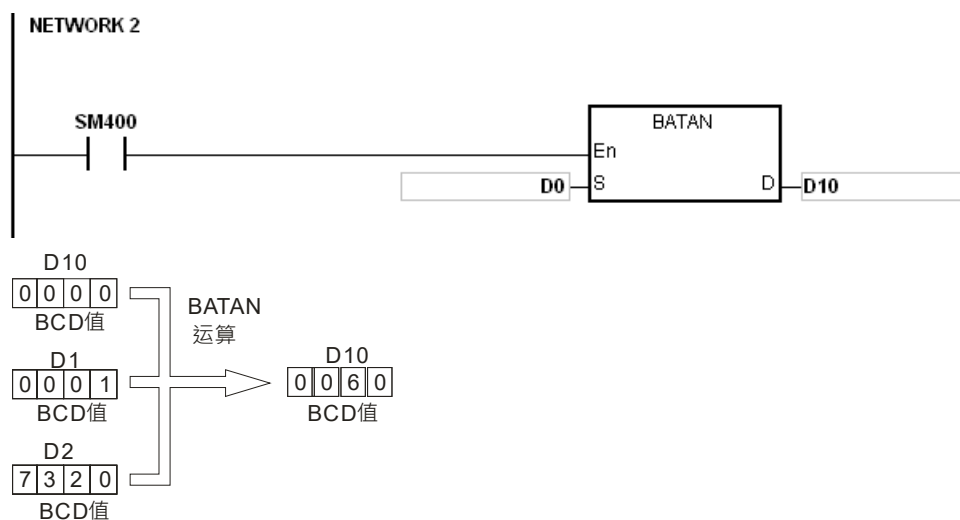 NETWORK 2
SM400
BATAN
En
D0 S D D10
D10
0 0 0 0
BCD值
BATAN
运算
D1
0 0 0 1
BCD值
D10
0 0 6 0
BCD值
D2
7 3 2 0
BCD值